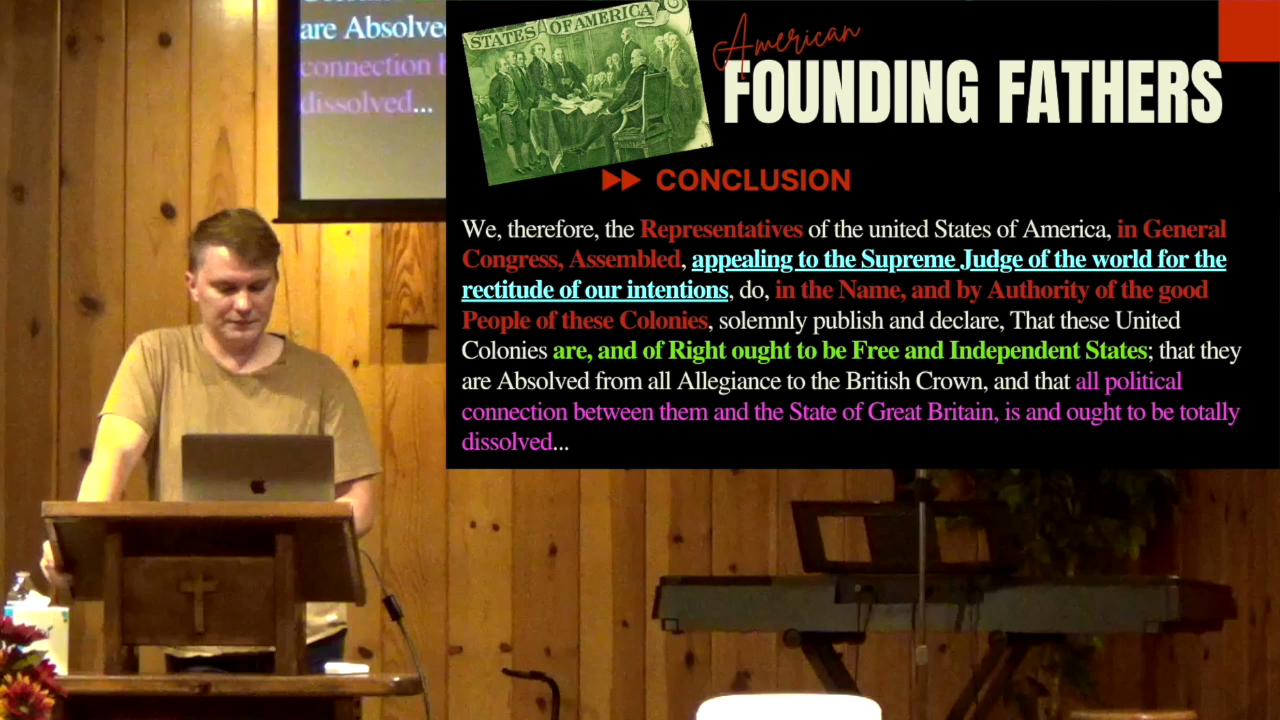 are Absolve
connection
dissolved...
STATES OF AMERICA
American
FOUNDING FATHERS
CONCLUSION
We, therefore, the Representatives of the united States of America, in General
Congress, Assembled, appealing to the Supreme Judge of the world for the
rectitude of our intentions, do, in the Name, and by Authority of the good
People of these Colonies, solemnly publish and declare, That these United
Colonies are, and of Right ought to be Free and Independent States; that they
are Absolved from all Allegiance to the British Crown, and that all political
connection between them and the State of Great Britain, is and ought to be totally
dissolved...